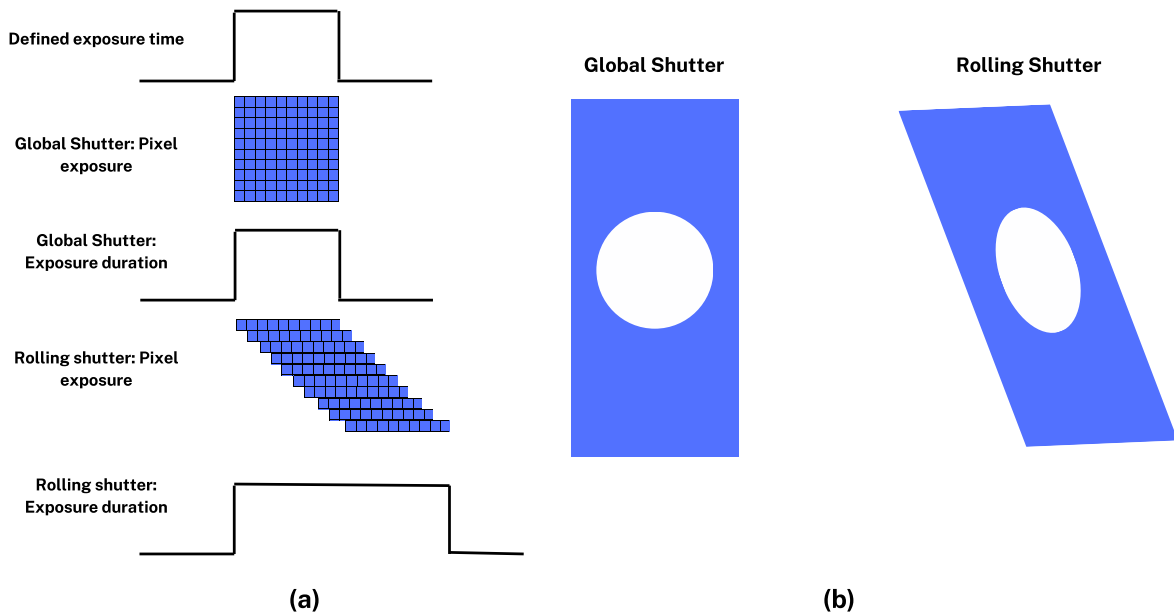 Defined exposure time
Global Shutter: Pixel
exposure
Global Shutter:
Exposure duration
Rolling shutter: Pixel
exposure
Rolling shutter:
Exposure duration
(a)
Global Shutter
Rolling Shutter
(b)